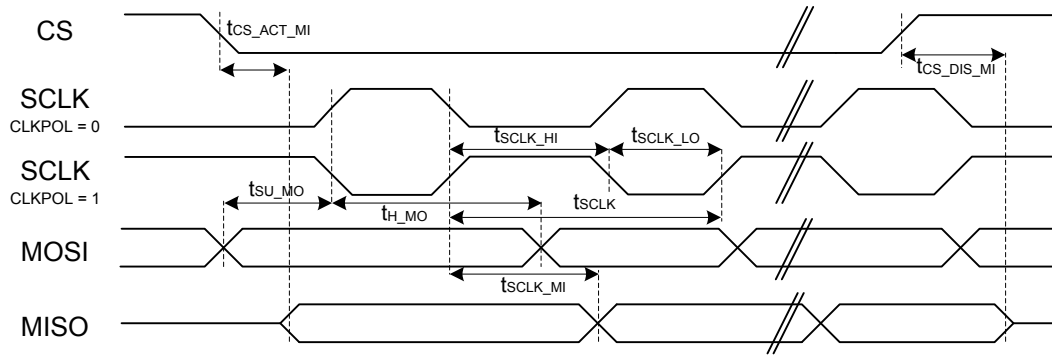 CS
tCS_ACT_MI
tCS_DIS_MI
SCLK
CLKPOL = 0
tSCLK_HI
tSCLK_LO
SCLK
CLKPOL = 1
tSU_MO
tH_MO
tSCLK
MOSI
tSCLK_MI
MISO